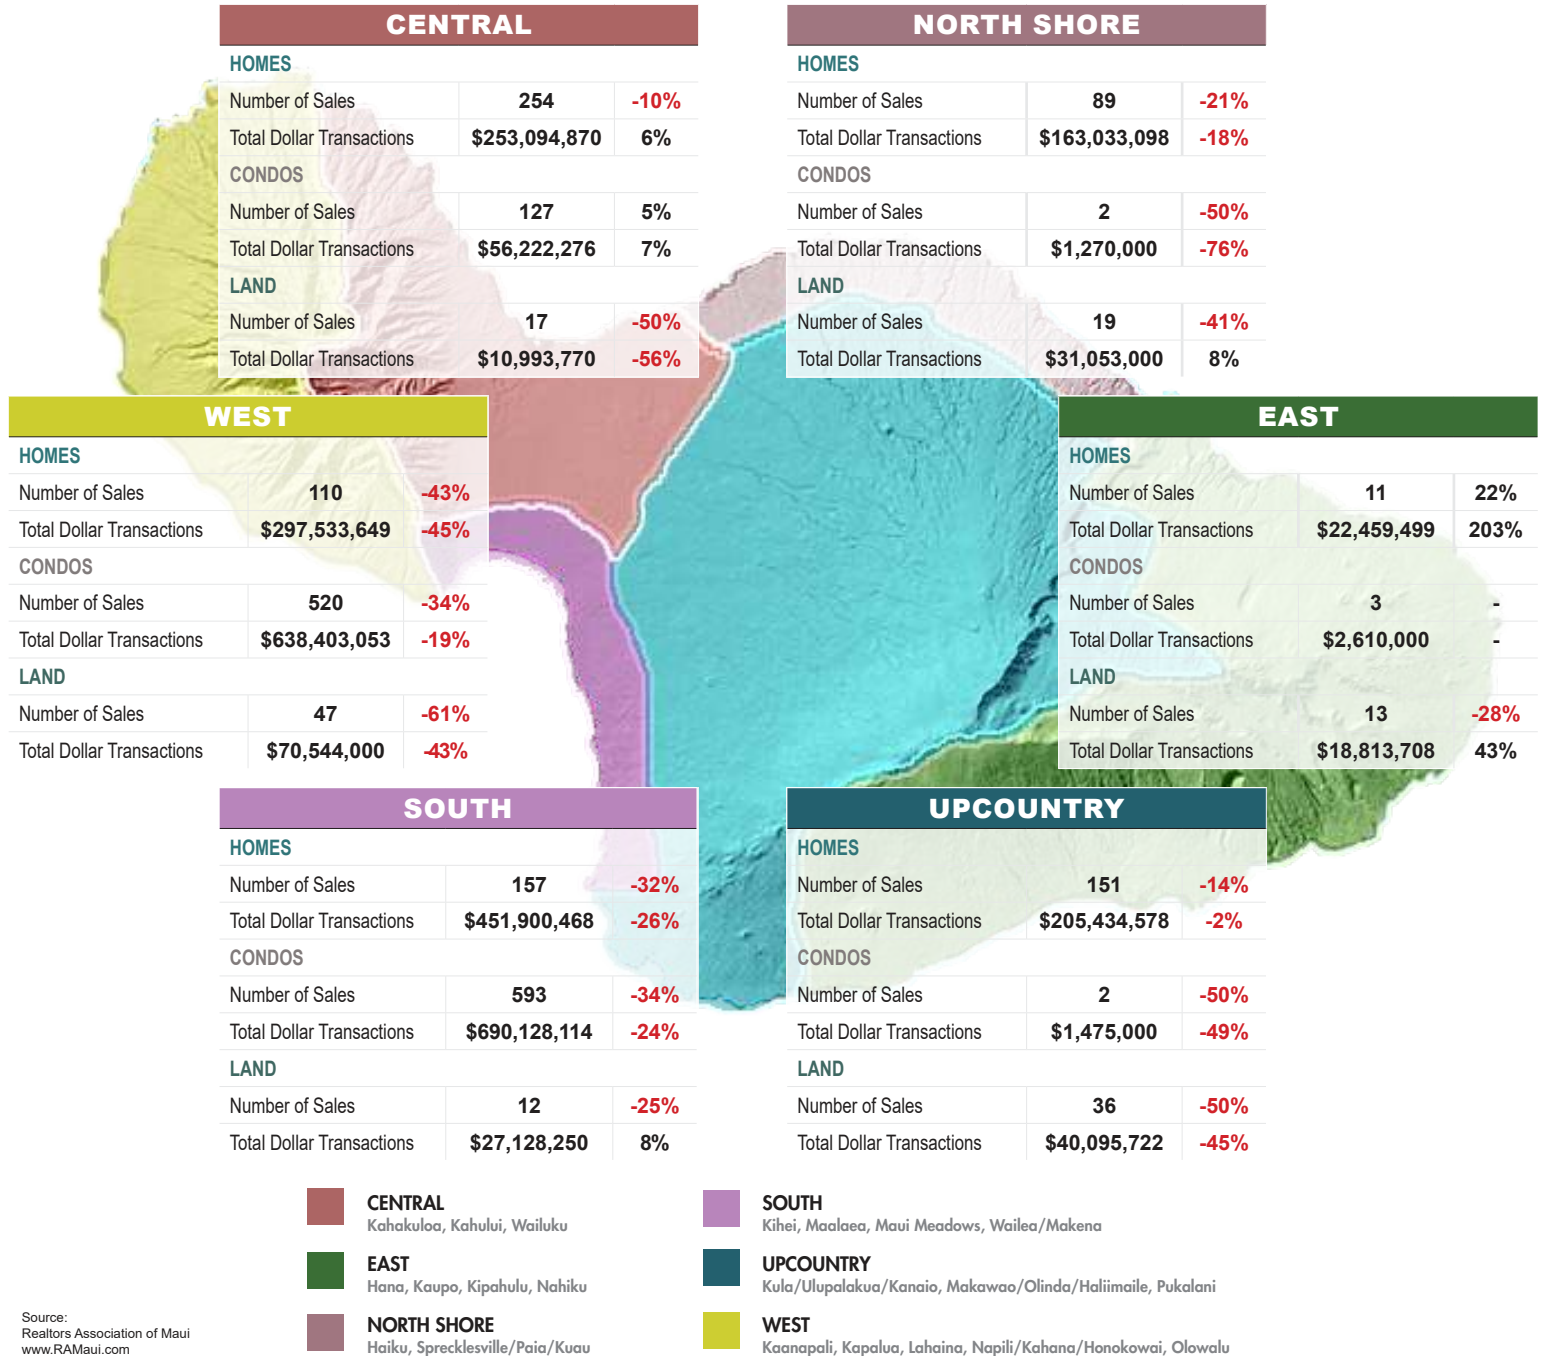 CENTRAL
HOMES
Number of Sales 254 -10%
Total Dollar Transactions $253,094,870 6%
CONDOS
Number of Sales 127 5%
Total Dollar Transactions $56,222,276 7%
LAND
Number of Sales 17 -50%
Total Dollar Transactions $10,993,770 -56%
NORTH SHORE
HOMES
Number of Sales 89 -21%
Total Dollar Transactions $163,033,098 -18%
CONDOS
Number of Sales 2 -50%
Total Dollar Transactions $1,270,000 -76%
LAND
Number of Sales 19 -41%
Total Dollar Transactions $31,053,000 8%
WEST
HOMES
Number of Sales 110 -43%
Total Dollar Transactions $297,533,649 -45%
CONDOS
Number of Sales 520 -34%
Total Dollar Transactions $638,403,053 -19%
LAND
Number of Sales 47 -61%
Total Dollar Transactions $70,544,000 -43%
EAST
HOMES
Number of Sales 11 22%
Total Dollar Transactions $22,459,499 203%
CONDOS
Number of Sales 3 -
Total Dollar Transactions $2,610,000 -
LAND
Number of Sales 13 -28%
Total Dollar Transactions $18,813,708 43%
SOUTH
HOMES
Number of Sales 157 -32%
Total Dollar Transactions $451,900,468 -26%
CONDOS
Number of Sales 593 -34%
Total Dollar Transactions $690,128,114 -24%
LAND
Number of Sales 12 -25%
Total Dollar Transactions $27,128,250 8%
UPCOUNTRY
HOMES
Number of Sales 151 -14%
Total Dollar Transactions $205,434,578 -2%
CONDOS
Number of Sales 2 -50%
Total Dollar Transactions $1,475,000 -49%
LAND
Number of Sales 36 -50%
Total Dollar Transactions $40,095,722 -45%
CENTRAL
Kahakuloa, Kahului, Wailuku
EAST
Hana, Kaupo, Kipahulu, Nahiku
NORTH SHORE
Haiku, Sprecklesville/Paia/Kuau
SOUTH
Kihei, Maalaea, Maui Meadows, Wailea/Makena
UPCOUNTRY
Kula/Ulupalakua/Kanaio, Makawao/Olinda/Haliimaile, Pukalani
WEST
Kaanapali, Kapalua, Lahaina, Napili/Kahana/Honokowai, Olowalu
Source:
Realtors Association of Maui
www.RAMaui.com